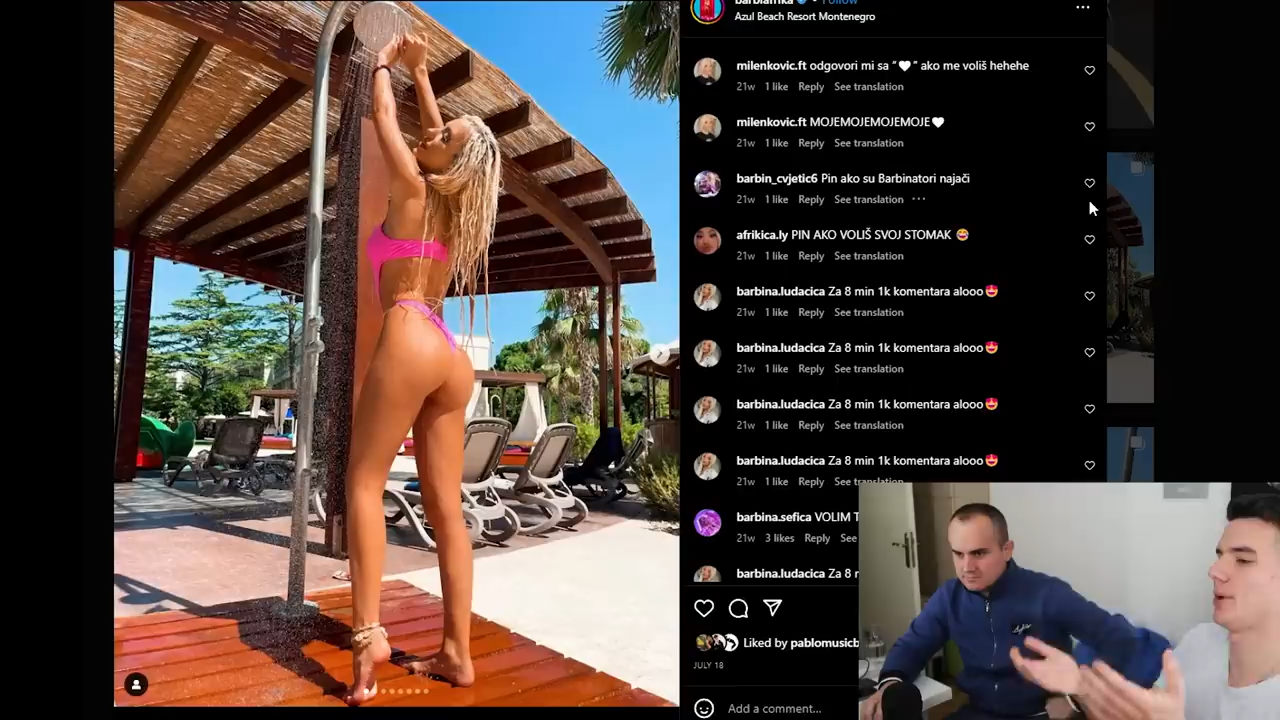 Azul Beach Resort Montenegro
milenkovic.ft odgovori mi sa “🤍” ako me voliš hehehe
21w 1 like Reply See translation
milenkovic.ft MOJEMOJEMOJEMOJE🤍
21w 1 like Reply See translation
barbin_cvjetic6 Pin ako su Barbinatori najači
21w 1 like Reply See translation ...
afrikica.ly PIN AKO VOLIŠ SVOJ STOMAK 😂
21w 1 like Reply See translation
barbina.ludacica Za 8 min 1k komentara alooo😍
21w 1 like Reply See translation
barbina.ludacica Za 8 min 1k komentara alooo😍
21w 1 like Reply See translation
barbina.ludacica Za 8 min 1k komentara alooo😍
21w 1 like Reply See translation
barbina.ludacica Za 8 min 1k komentara alooo😍
21w 1 like Reply See translation
barbina.sefica VOLIM T
21w 3 likes Reply See
barbina.ludacica Za 8
Liked by pablomusicb
JULY 18
Add a comment...